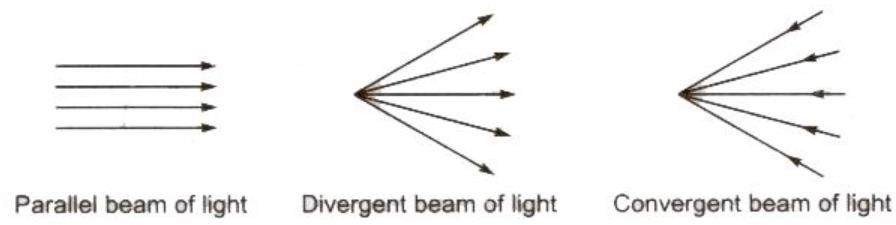 Parallel beam of light
Divergent beam of light
Convergent beam of light